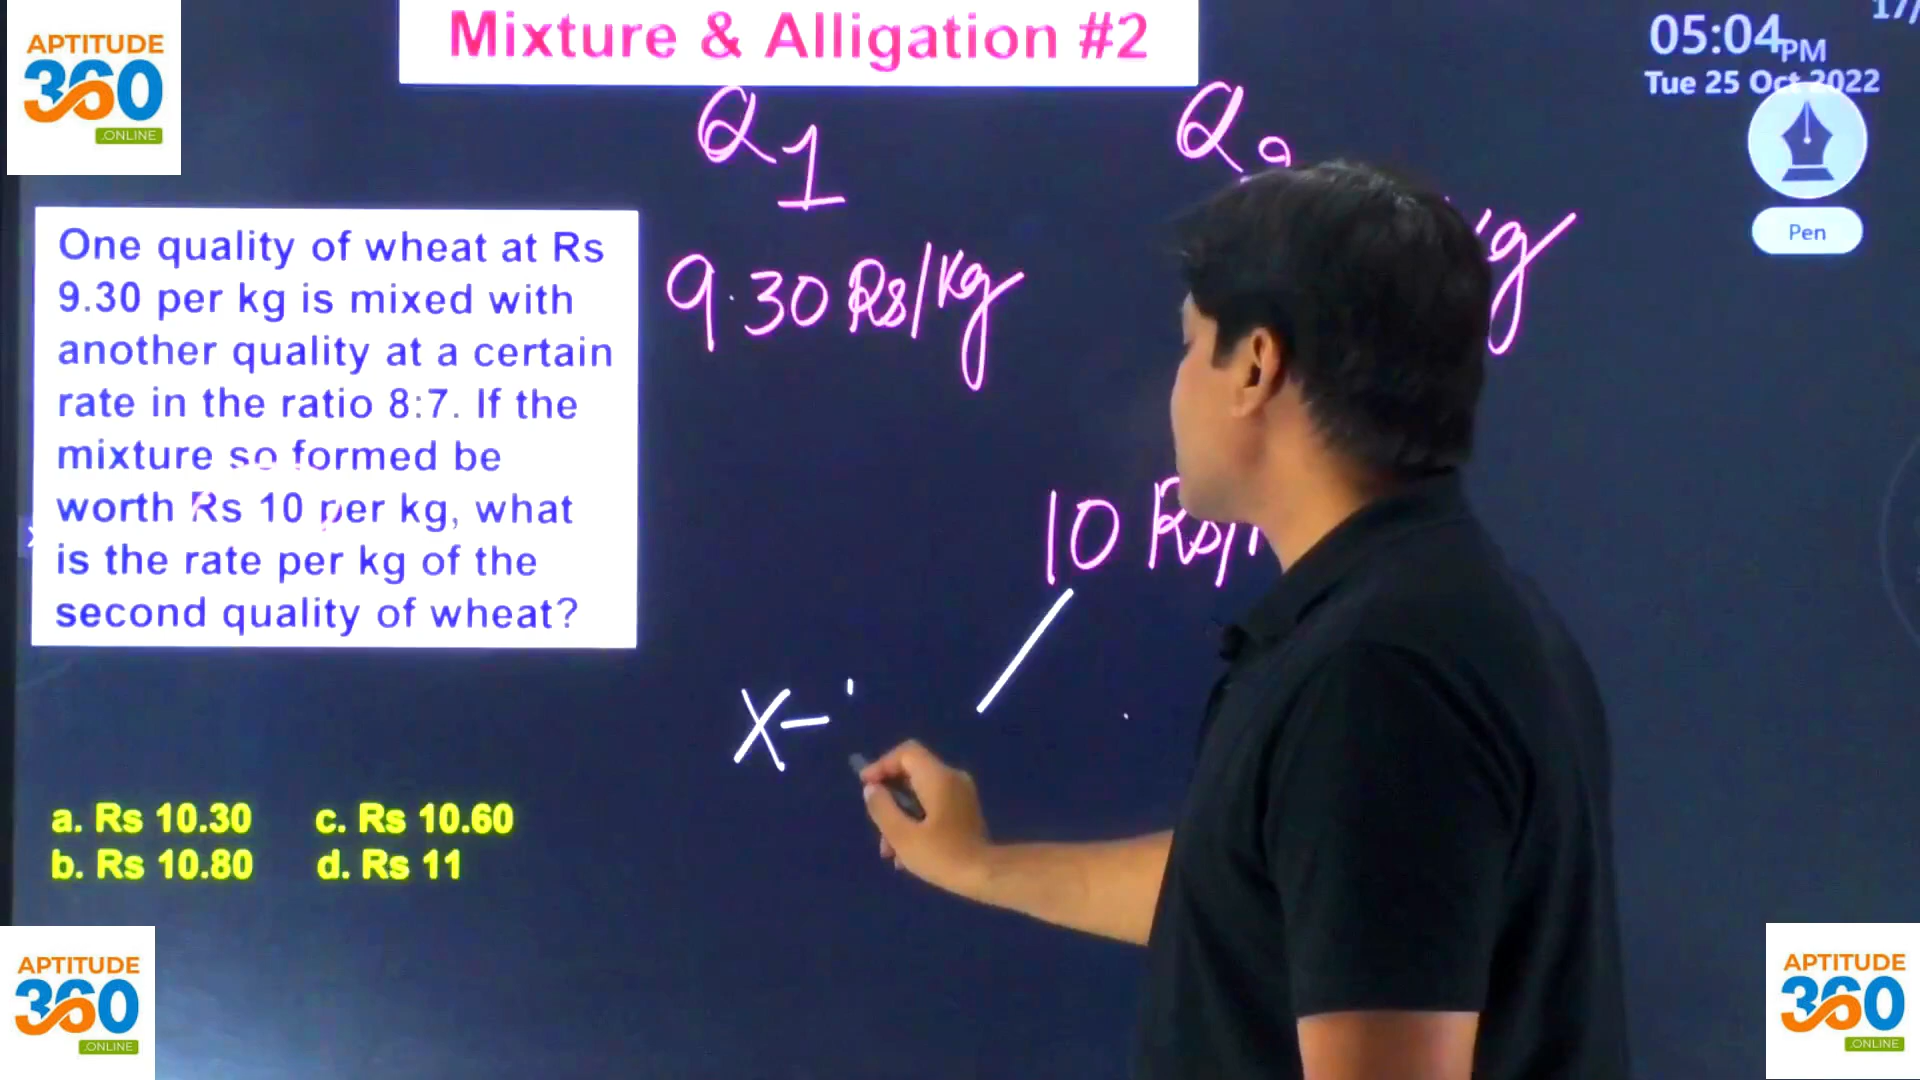 APTITUDE
360
.ONLINE
Mixture & Alligation #2
17/
05:04PM
Tue 25 Oct 2022
Pen
Q1
Q2
9.30 Rs/kg
One quality of wheat at Rs
9.30 per kg is mixed with
another quality at a certain
rate in the ratio 8:7. If the
mixture so formed be
worth Rs 10 per kg, what
is the rate per kg of the
second quality of wheat?
10 Rs/
X-
a. Rs 10.30 c. Rs 10.60
b. Rs 10.80 d. Rs 11
APTITUDE
360
.ONLINE
APTITUDE
360
.ONLINE